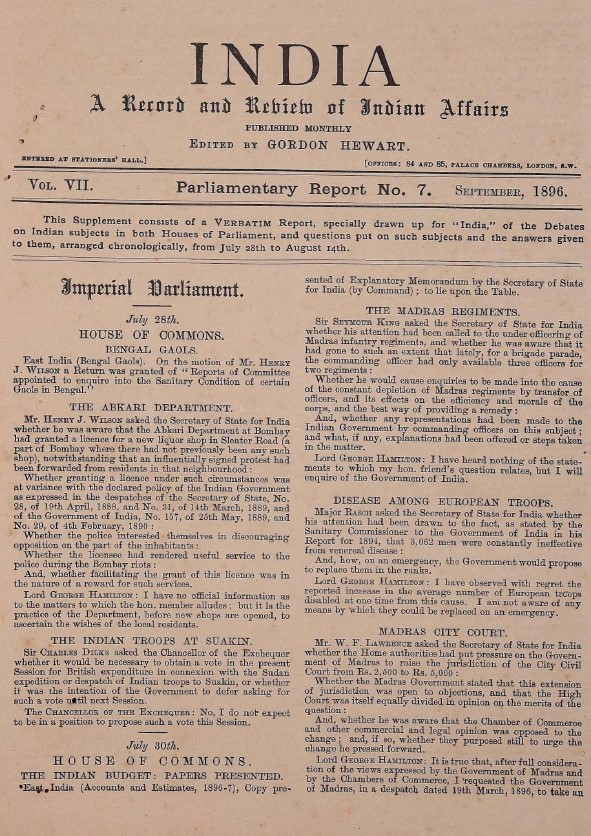 INDIA
A Record and Review of Indian Affairs
PUBLISHED MONTHLY
EDITED BY GORDON HEWART.
ENTERED AT STATIONERS' HALL.]
[OFFICES: 84 AND 85, PALACE CHAMBERS, LONDON, S.W.
VOL. VII.
Parliamentary Report No. 7.
SEPTEMBER, 1896.
This Supplement consists of a VERBATIM Report, specially drawn up for "India," of the Debates
on Indian subjects in both Houses of Parliament, and questions put on such subjects and the answers given
to them, arranged chronologically, from July 28th to August 14th.
Imperial Parliament.
July 28th.
HOUSE OF COMMONS.
BENGAL GAOLS.
East India (Bengal Gaols). On the motion of Mr. HENRY
J. WILSON a Return was granted of "Reports of Committee
appointed to enquire into the Sanitary Condition of certain
Gaols in Bengal."
THE ABKARI DEPARTMENT.
Mr. HENRY J. WILSON asked the Secretary of State for India
whether he was aware that the Abkari Department at Bombay
had granted a licence for a new liquor shop in Sleator Road (a
part of Bombay where there had not previously been any such
shop), notwithstanding that an influentially signed protest had
been forwarded from residents in that neighbourhood:
Whether granting a licence under such circumstances was
at variance with the declared policy of the Indian Government
as expressed in the despatches of the Secretary of State, No.
28, of 19th April, 1888, and No. 31, of 14th March, 1889, and
of the Government of India, No. 157, of 25th May, 1889, and
No. 29, of 4th February, 1890:
Whether the police interested themselves in discouraging
opposition on the part of the inhabitants:
Whether the licensee had rendered useful service to the
police during the Bombay riots:
And, whether facilitating the grant of this licence was in
the nature of a reward for such services.
Lord GEORGE HAMILTON: I have no official information as
to the matters to which the hon. member alludes; but it is the
practice of the Department, before new shops are opened, to
ascertain the wishes of the local residents.
THE INDIAN TROOPS AT SUAKIN.
Sir CHARLES DILKE asked the Chancellor of the Exchequer
whether it would be necessary to obtain a vote in the present
Session for British expenditure in connexion with the Sudan
expedition or despatch of Indian troops to Suakin, or whether
it was the intention of the Government to defer asking for
such a vote until next Session.
The CHANCELLOR OF THE EXCHEQUER: No, I do not expect
to be in a position to propose such a vote this Session.
July 30th.
HOUSE OF COMMONS.
THE INDIAN BUDGET: PAPERS PRESENTED.
East India (Accounts and Estimates, 1896-7), Copy pre-
sented of Explanatory Memorandum by the Secretary of State
for India (by Command); to lie upon the Table.
THE MADRAS REGIMENTS.
Sir SEYMOUR KING asked the Secretary of State for India
whether his attention had been called to the under officering of
Madras infantry regiments, and whether he was aware that it
had gone to such an extent that lately, for a brigade parade,
the commanding officer had only available three officers for
two regiments:
Whether he would cause enquiries to be made into the cause
of the constant depletion of Madras regiments by transfer of
officers, and its effects on the efficiency and morale of the
corps, and the best way of providing a remedy:
And, whether any representations had been made to the
Indian Government by commanding officers on this subject;
and what, if any, explanations had been offered or steps taken
in the matter.
Lord GEORGE HAMILTON: I have heard nothing of the state-
ments to which my hon. friend's question relates, but I will
enquire of the Government of India.
DISEASE AMONG EUROPEAN TROOPS.
Major RASCH asked the Secretary of State for India whether
his attention had been drawn to the fact, as stated by the
Sanitary Commissioner to the Government of India in his
Report for 1894, that 3,062 men were constantly ineffective
from venereal disease:
And, how, on an emergency, the Government would propose
to replace them in the ranks.
Lord GEORGE HAMILTON: I have observed with regret the
reported increase in the average number of European troops
disabled at one time from this cause. I am not aware of any
means by which they could be replaced on an emergency.
MADRAS CITY COURT.
Mr. W. F. LAWRENCE asked the Secretary of State for India
whether the Home authorities had put pressure on the Govern-
ment of Madras to raise the jurisdiction of the City Civil
Court from Rs. 2,500 to Rs. 5,000:
Whether the Madras Government stated that this extension
of jurisdiction was open to objections, and that the High
Court was itself equally divided in opinion on the merits of the
question:
And, whether he was aware that the Chamber of Commerce
and other commercial and legal opinion was opposed to the
change; and, if so, whether they purposed still to urge the
change he pressed forward.
Lord GEORGE HAMILTON: It is true that, after full considera-
tion of the views expressed by the Government of Madras and
by the Chambers of Commerce, I requested the Government
of Madras, in a despatch dated 19th March, 1896, to take an